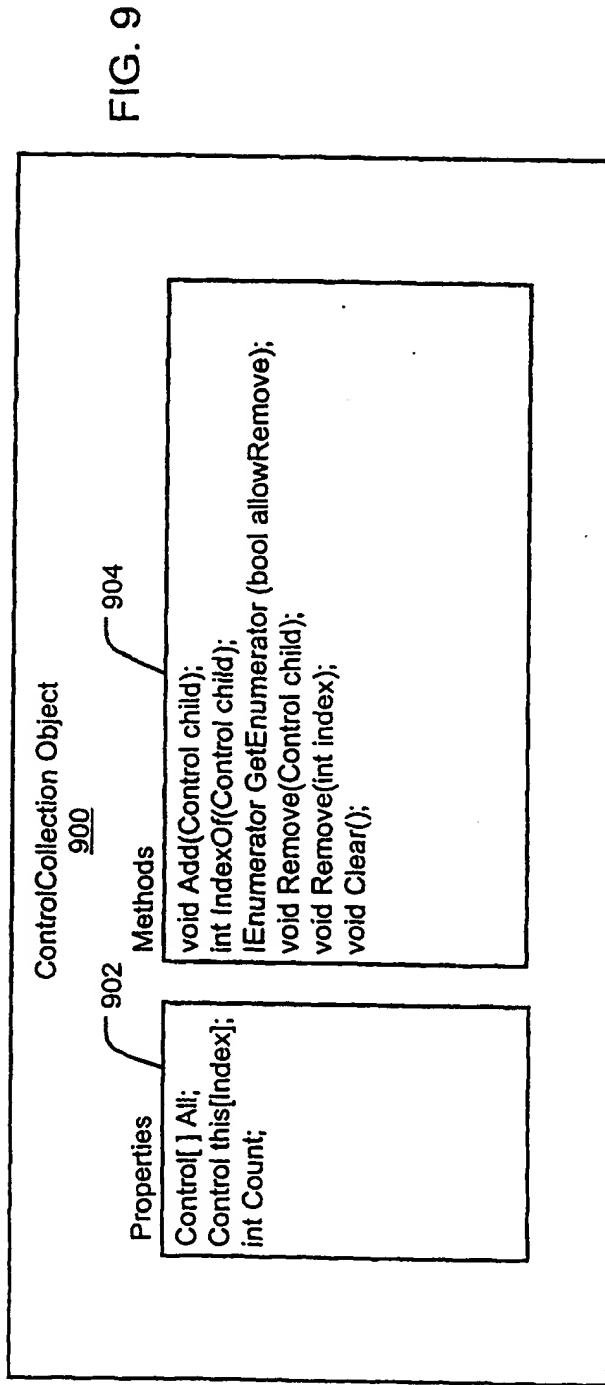 FIG. 9
ControlCollection Object
900
902
Properties
Control[ ] All;
Control this[Index];
int Count;
904
Methods
void Add(Control child);
int IndexOf(Control child);
IEnumerator GetEnumerator (bool allowRemove);
void Remove(Control child);
void Remove(int index);
void Clear();